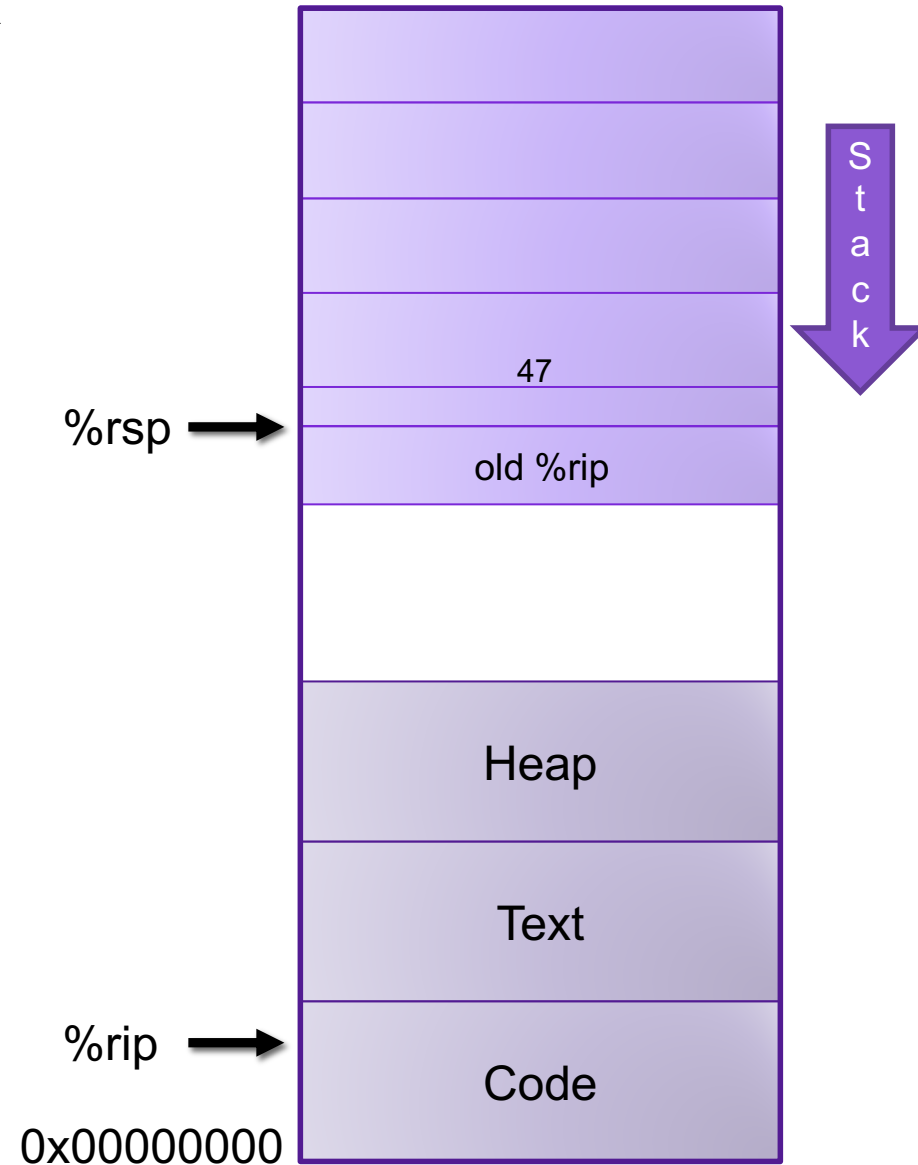 S
t
a
c
k
47
%rsp
old %rip
Heap
Text
%rip
Code
0x00000000